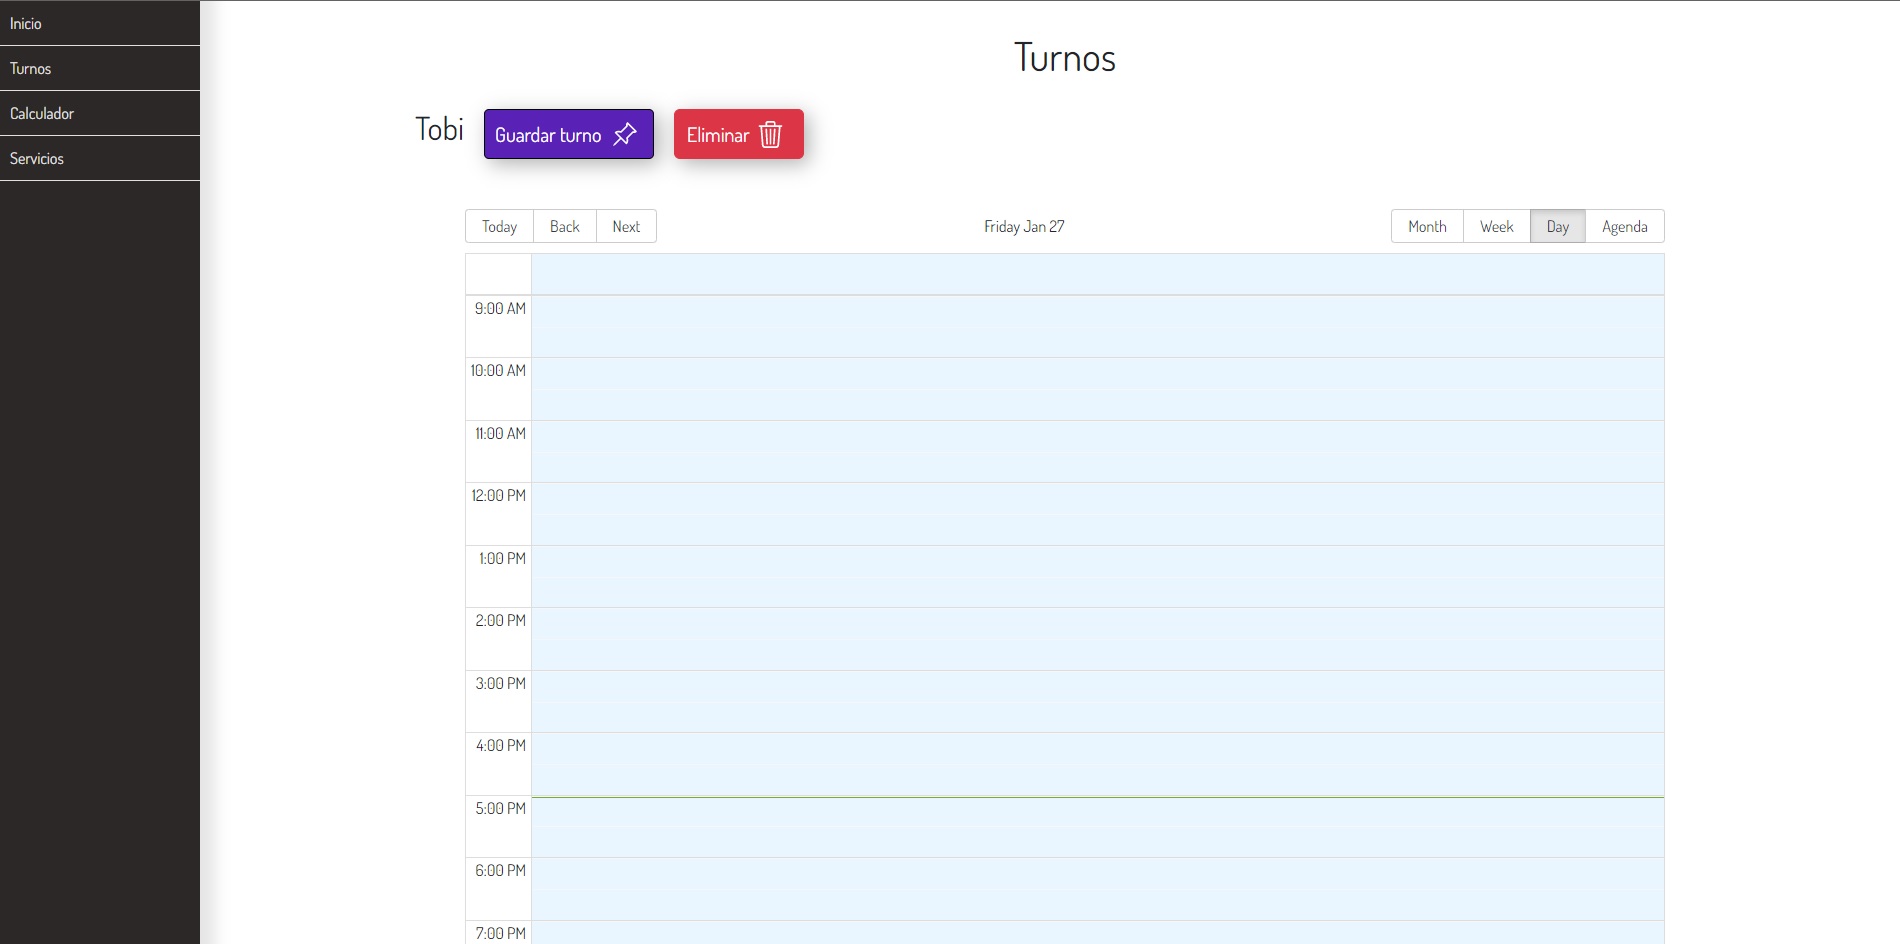 Inicio
Turnos
Calculador
Servicios
Turnos
Tobi Guardar turno Eliminar
Today Back Next Friday Jan 27 Month Week Day Agenda
9:00 AM
10:00 AM
11:00 AM
12:00 PM
1:00 PM
2:00 PM
3:00 PM
4:00 PM
5:00 PM
6:00 PM
7:00 PM